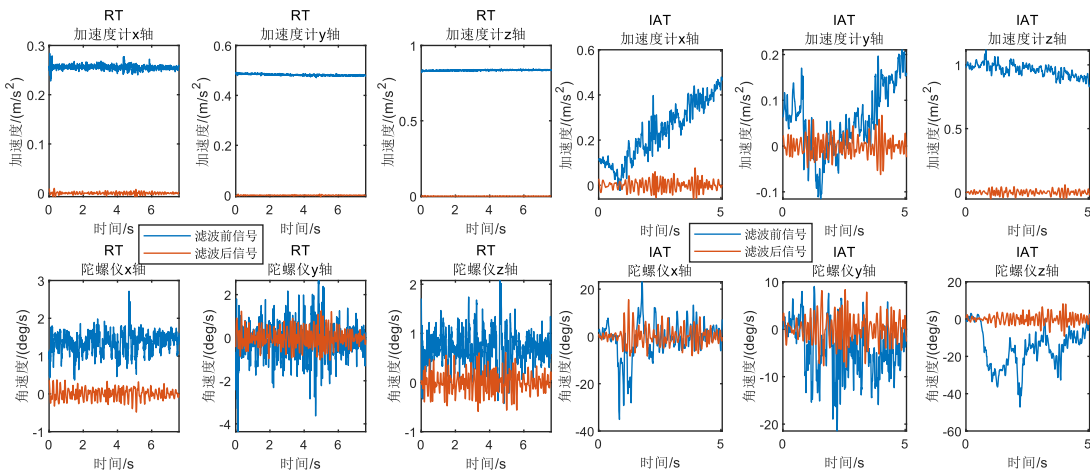 RT
加速度计x轴
0.3
0.2
0.1
0
加速度/(m/s²)
0 2 4 6
时间/s
RT
加速度计y轴
0.6
0.4
0.2
0
加速度/(m/s²)
0 2 4 6
时间/s
RT
加速度计z轴
1
0.5
0
加速度/(m/s²)
0 2 4 6
时间/s
IAT
加速度计x轴
0.6
0.4
0.2
0
加速度/(m/s²)
0 5
时间/s
IAT
加速度计y轴
0.2
0.1
0
-0.1
加速度/(m/s²)
0 5
时间/s
IAT
加速度计z轴
1
0.5
0
加速度/(m/s²)
0 5
时间/s
滤波前信号
滤波后信号
滤波前信号
滤波后信号
RT
陀螺仪x轴
3
2
1
0
-1
角速度/(deg/s)
0 2 4 6
时间/s
RT
陀螺仪y轴
2
0
-2
-4
角速度/(deg/s)
0 2 4 6
时间/s
RT
陀螺仪z轴
2
1
0
-1
角速度/(deg/s)
0 2 4 6
时间/s
IAT
陀螺仪x轴
20
0
-20
-40
角速度/(deg/s)
0 5
时间/s
IAT
陀螺仪y轴
10
0
-10
-20
角速度/(deg/s)
0 5
时间/s
IAT
陀螺仪z轴
20
0
-20
-40
-60
角速度/(deg/s)
0 5
时间/s